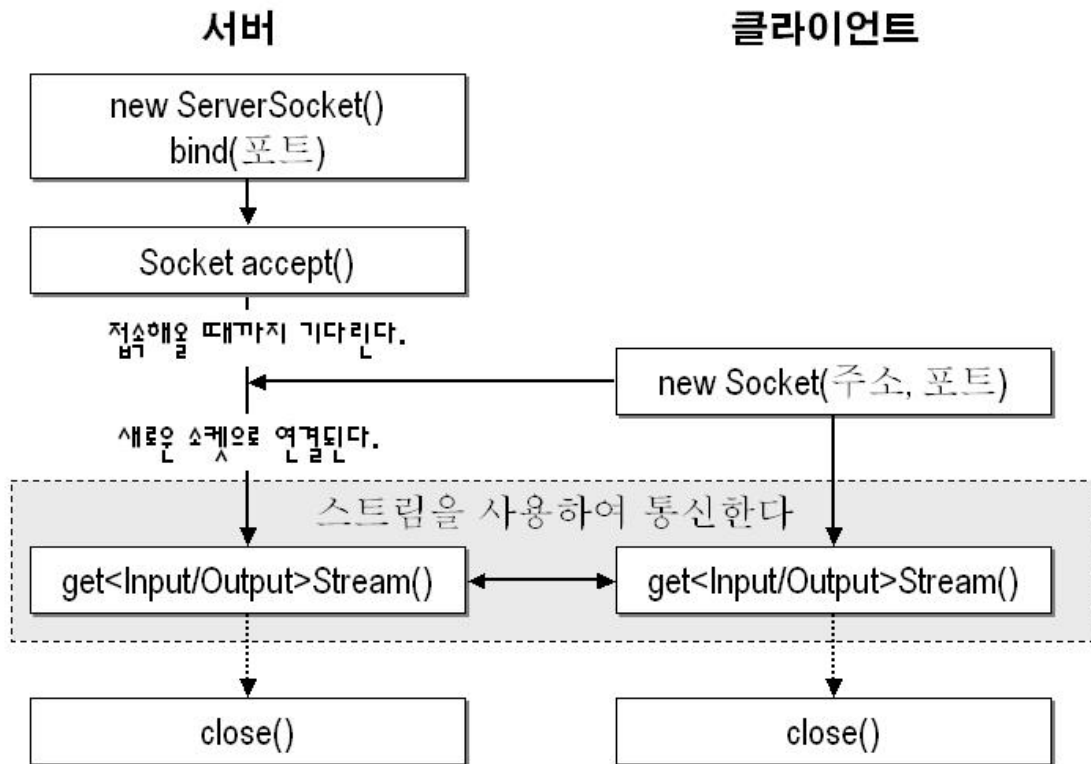 서버
클라이언트
new ServerSocket()
bind(포트)
Socket accept()
접속해올 때까지 기다린다.
new Socket(주소, 포트)
새로운 소켓으로 연결된다.
스트림을 사용하여 통신한다
get<Input/Output>Stream()
get<Input/Output>Stream()
close()
close()